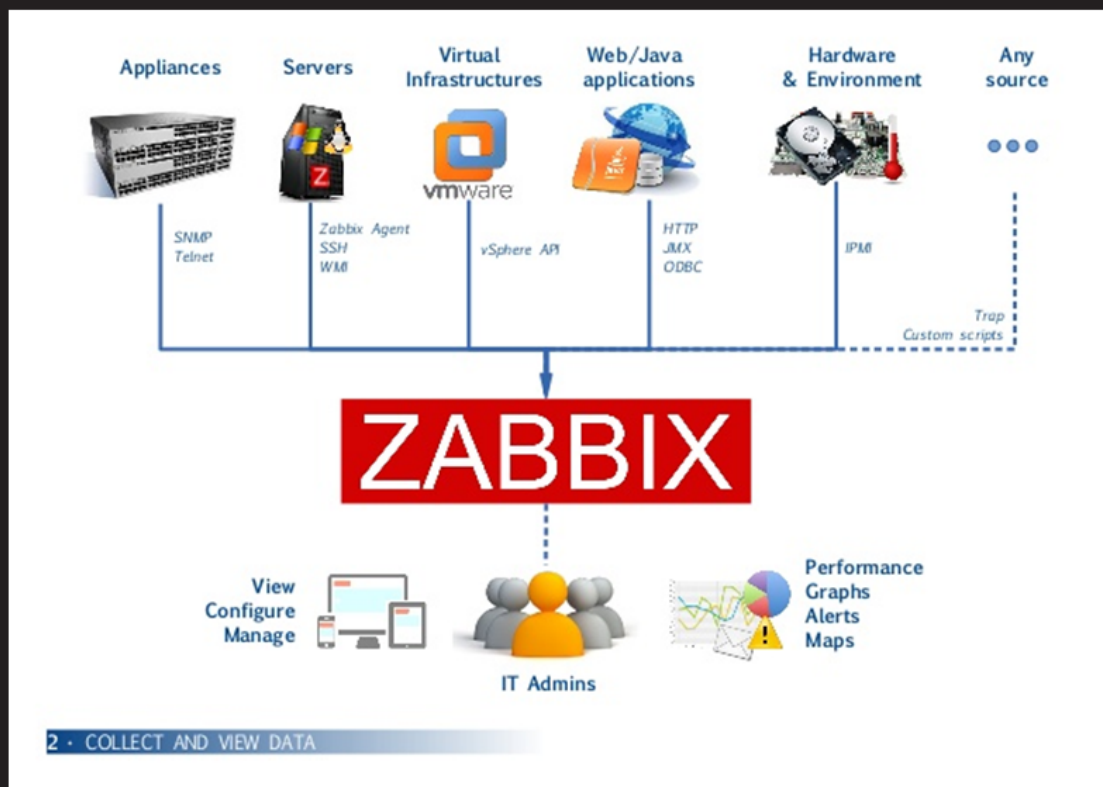 Appliances
Servers
Virtual
Infrastructures
Web/Java
applications
Hardware
& Environment
Any
source
Z
vmware
Java
SNMP
Telnet
Zabbix Agent
SSH
WMI
vSphere API
HTTP
JMX
ODBC
IPMI
Trap
Custom scripts
ZABBIX
View
Configure
Manage
Performance
Graphs
Alerts
Maps
IT Admins
2 · COLLECT AND VIEW DATA